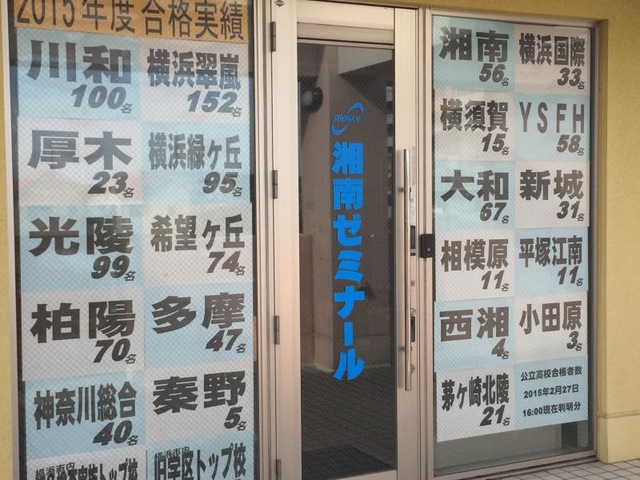 2015年度合格実績
川和
100名
横浜翠嵐
152名
厚木
23名
横浜緑ヶ丘
95名
光陵
99名
希望ヶ丘
74名
柏陽
70名
多摩
47名
神奈川総合
40名
秦野
5名
旧学区トップ校
SHONAN
湘南ゼミナール
湘南
56名
横浜国際
33名
横須賀
15名
YSFH
58名
大和
67名
新城
31名
相模原
11名
平塚江南
11名
西湘
4名
小田原
3名
茅ヶ崎北陵
21名
公立高校合格者数
2015年2月27日
16:00現在判明分